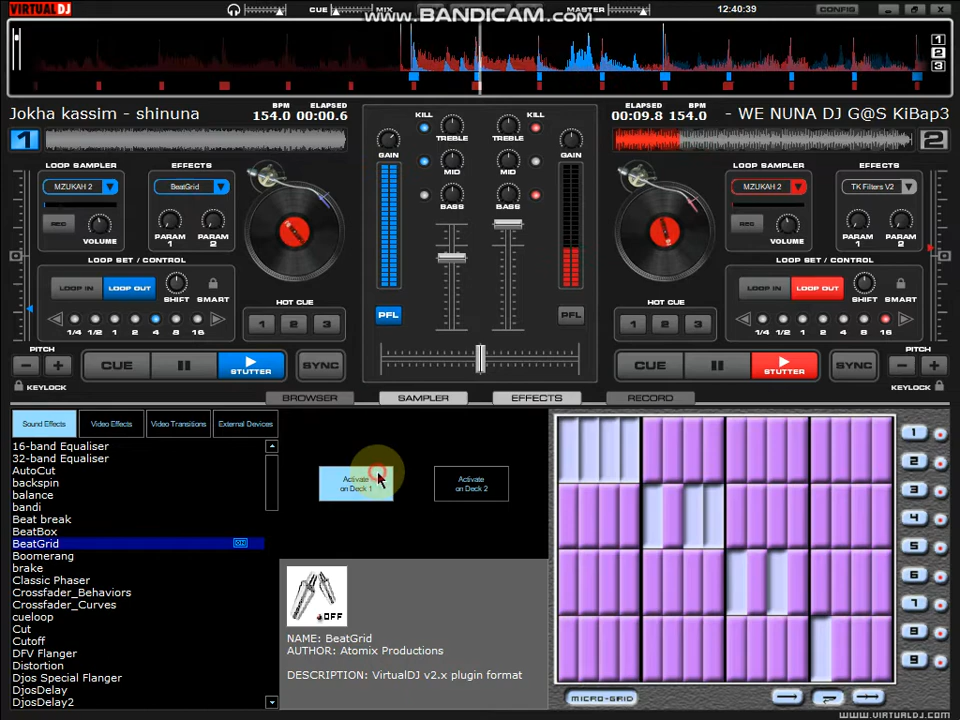 VIRTUAL DJ
CUE
MIX
www.BANDICAM.com
MASTER
12:40:39
CONFIG
1
2
3
Jokha kassim - shinuna
BPM
ELAPSED
154.0 00:00.6
KILL
KILL
ELAPSED
BPM
00:09.8 154.0
- WE NUNA DJ G@S KiBap3
1
GAIN
TREBLE
TREBLE
GAIN
2
LOOP SAMPLER
EFFECTS
MID
MID
LOOP SAMPLER
EFFECTS
MZUKAH 2
BeatGrid
MZUKAH 2
TK Filters V2
BASS
BASS
REC
VOLUME
PARAM 1
PARAM 2
REC
VOLUME
PARAM 1
PARAM 2
LOOP SET / CONTROL
LOOP SET / CONTROL
LOOP IN
LOOP OUT
SHIFT
SMART
HOT CUE
HOT CUE
LOOP IN
LOOP OUT
SHIFT
SMART
1/4 1/2 1 2 4 8 16
1 2 3
PFL
PFL
1 2 3
1/4 1/2 1 2 4 8 16
PITCH
PITCH
CUE
STUTTER
SYNC
CUE
STUTTER
SYNC
KEYLOCK
KEYLOCK
BROWSER
SAMPLER
EFFECTS
RECORD
Sound Effects
Video Effects
Video Transitions
External Devices
16-band Equaliser
32-band Equaliser
AutoCut
backspin
balance
bandi
Beat break
BeatBox
BeatGrid
ON
Boomerang
brake
Classic Phaser
Crossfader_Behaviors
Crossfader_Curves
cueloop
Cut
Cutoff
DFV Flanger
Distortion
Djos Special Flanger
DjosDelay
DjosDelay2
Activate
on Deck 1
Activate
on Deck 2
OFF
NAME: BeatGrid
AUTHOR: Atomix Productions
DESCRIPTION: VirtualDJ v2.x plugin format
1
2
3
4
5
6
7
9
9
MICRO-GRID
WWW.VIRTUALDJ.COM